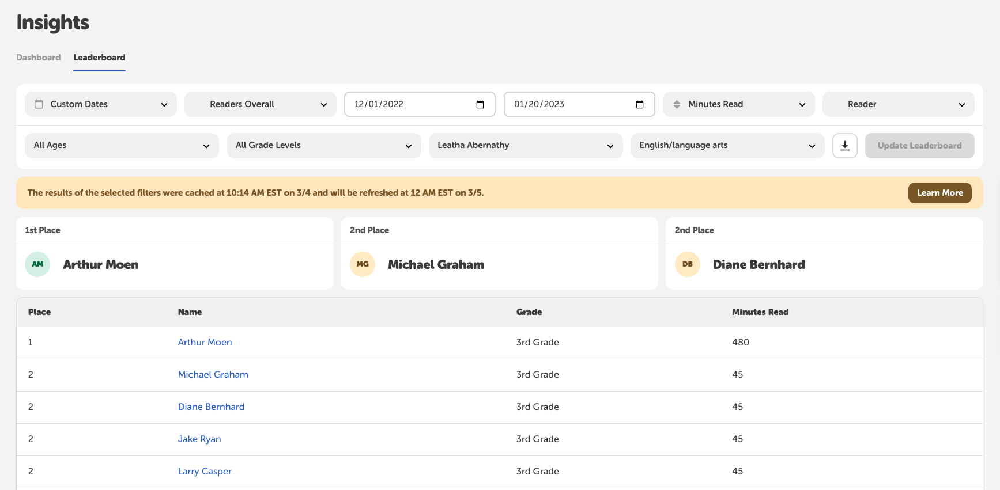 Insights
Dashboard Leaderboard
Custom Dates Readers Overall 12/01/2022 01/20/2023 Minutes Read Reader
All Ages All Grade Levels Leatha Abernathy English/language arts Update Leaderboard
The results of the selected filters were cached at 10:14 AM EST on 3/4 and will be refreshed at 12 AM EST on 3/5. Learn More
1st Place 2nd Place 2nd Place
AM Arthur Moen MG Michael Graham DB Diane Bernhard
Place Name Grade Minutes Read
1 Arthur Moen 3rd Grade 480
2 Michael Graham 3rd Grade 45
2 Diane Bernhard 3rd Grade 45
2 Jake Ryan 3rd Grade 45
2 Larry Casper 3rd Grade 45